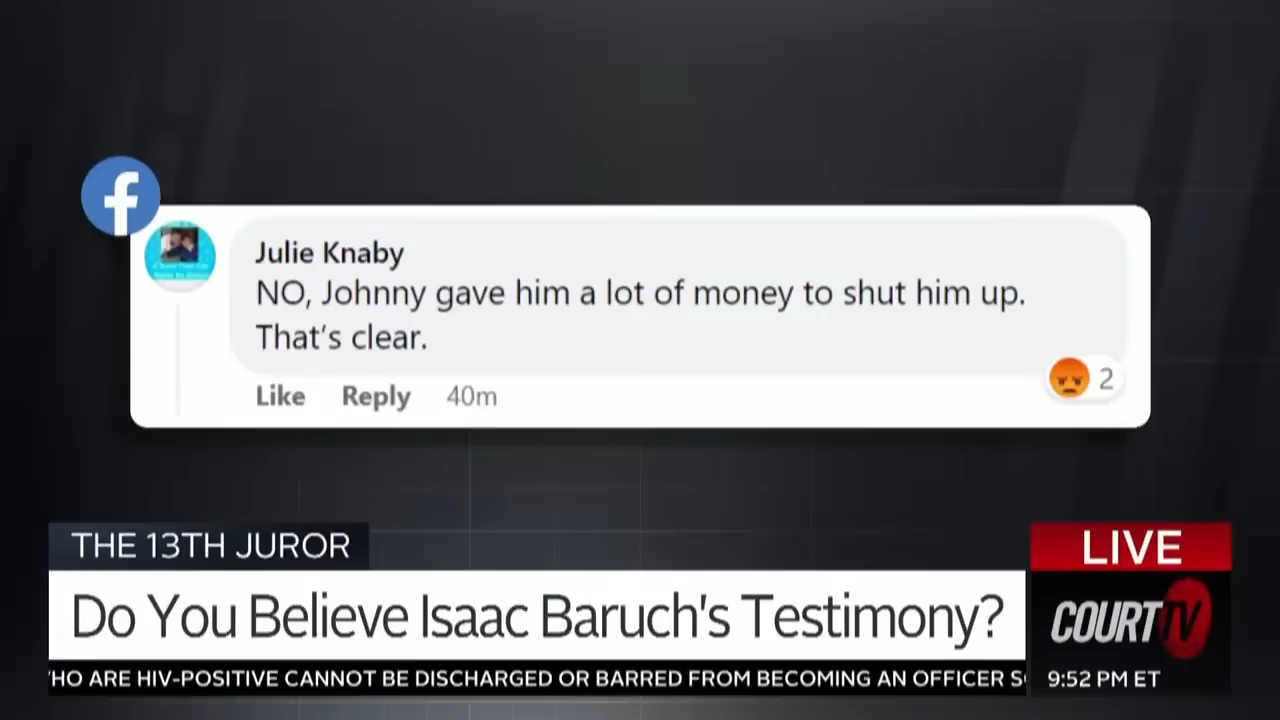 f
Julie Knaby
NO, Johnny gave him a lot of money to shut him up.
That's clear.
Like Reply 40m
2
THE 13TH JUROR
LIVE
Do You Believe Isaac Baruch's Testimony?
COURT TV
HO ARE HIV-POSITIVE CANNOT BE DISCHARGED OR BARRED FROM BECOMING AN OFFICER S
9:52 PM ET